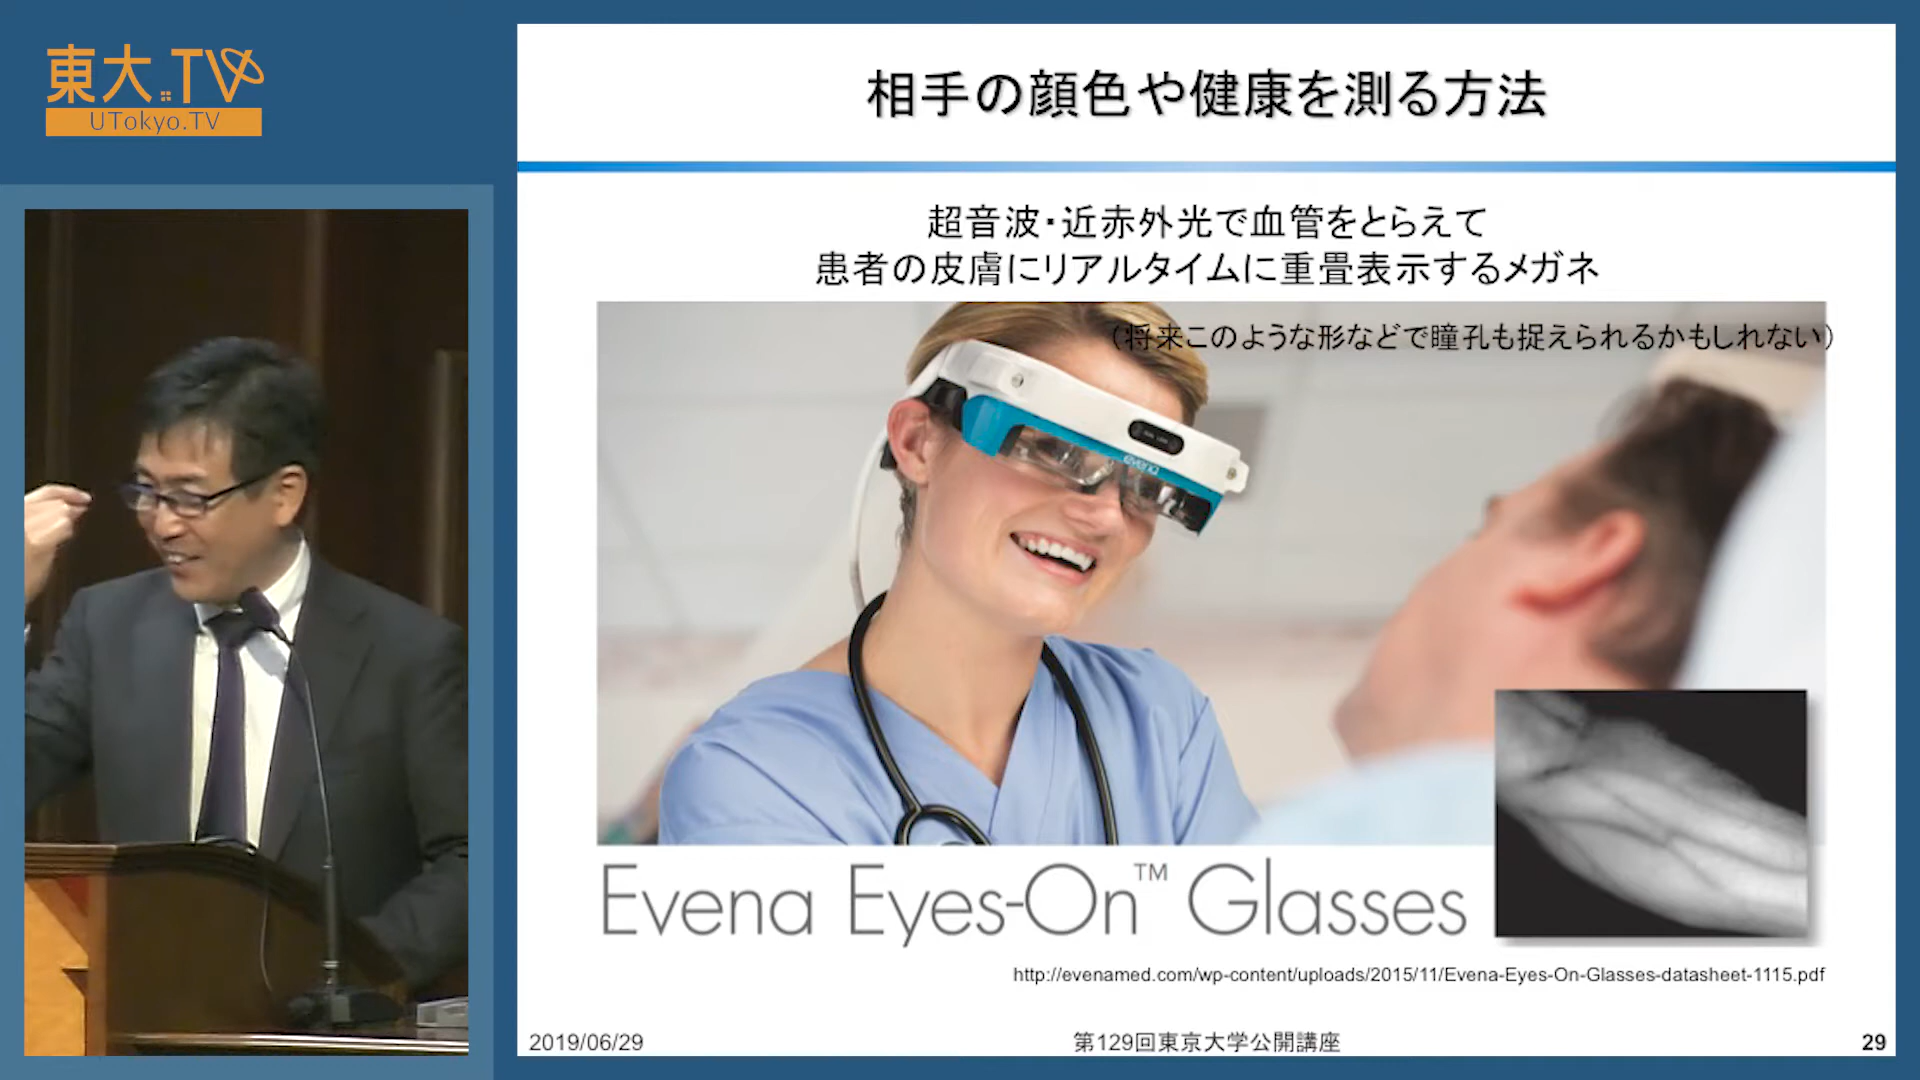 東大.TV
UTokyo.TV
相手の顔色や健康を測る方法
超音波・近赤外光で血管をとらえて
患者の皮膚にリアルタイムに重畳表示するメガネ
（将来このような形などで瞳孔も捉えられるかもしれない）
evena
Evena Eyes-On™ Glasses
http://evenamed.com/wp-content/uploads/2015/11/Evena-Eyes-On-Glasses-datasheet-1115.pdf
2019/06/29
第129回東京大学公開講座
29